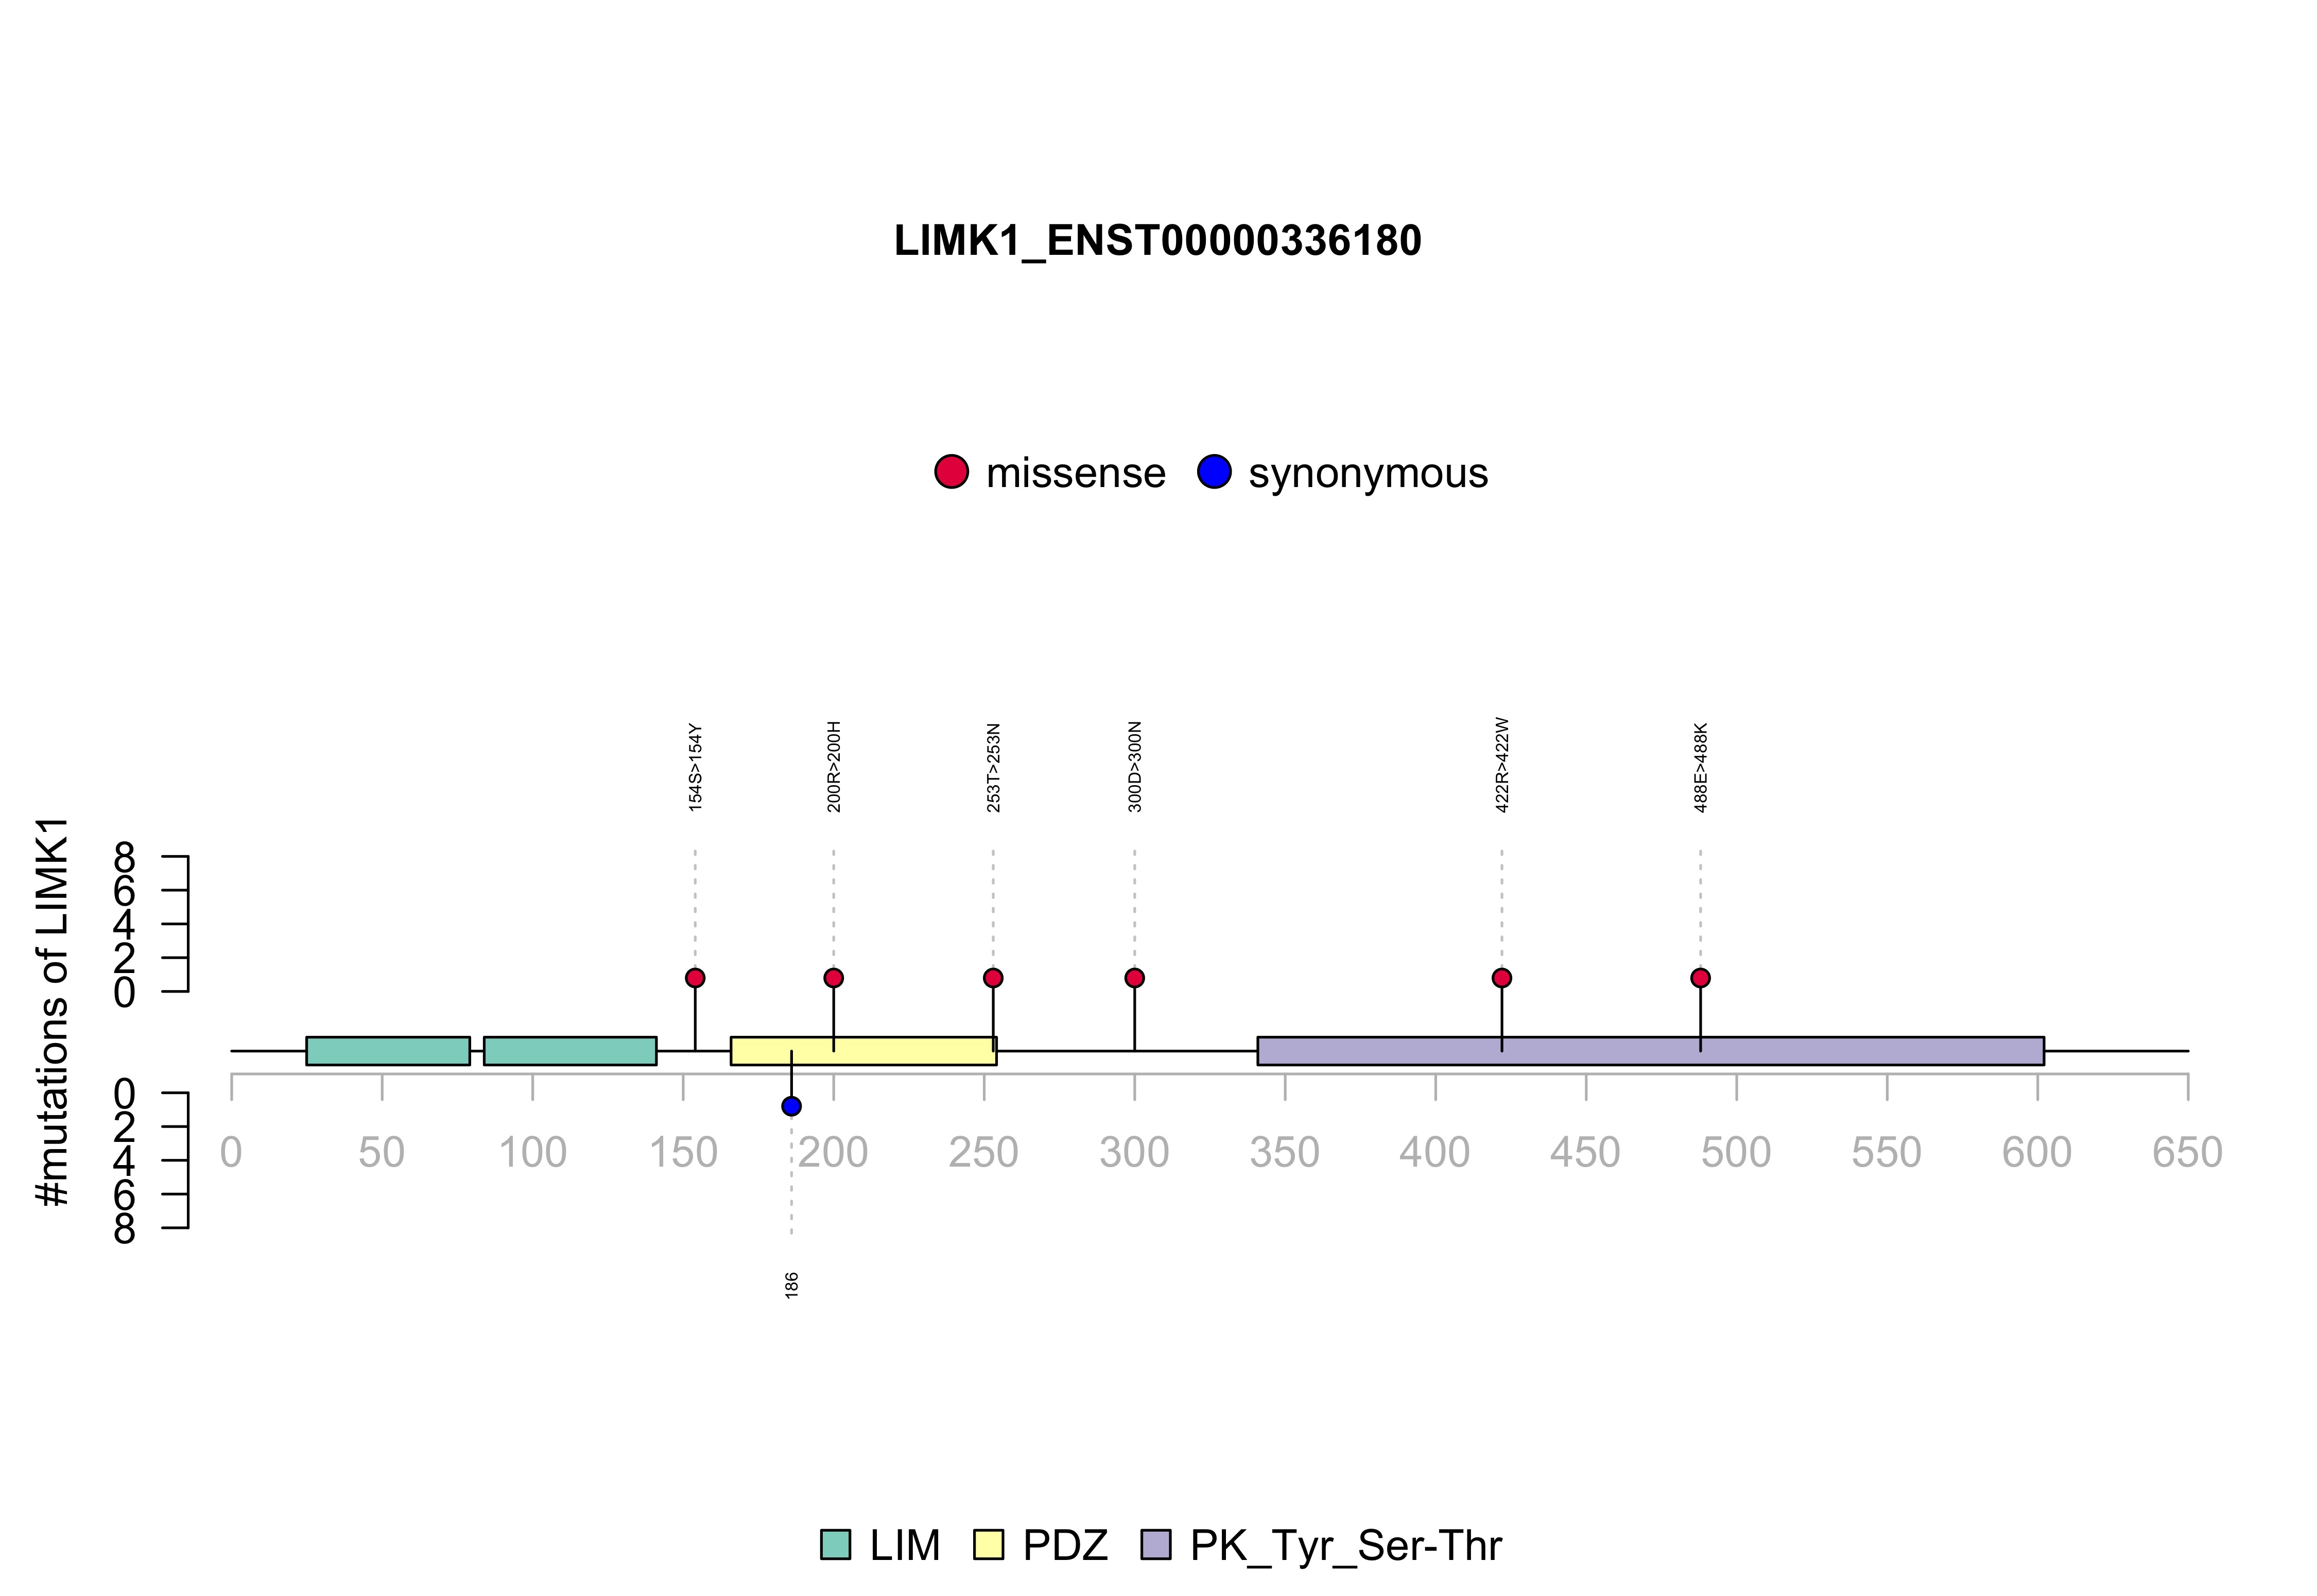 LIMK1_ENST00000336180
missense synonymous
154S>154Y
200R>200H
253T>253N
300D>300N
422R>422W
488E>488K
#mutations of LIMK1
8
6
4
2
0
0
2
4
6
8
0 50 100 150 200 250 300 350 400 450 500 550 600 650
186
LIM PDZ PK_Tyr_Ser-Thr